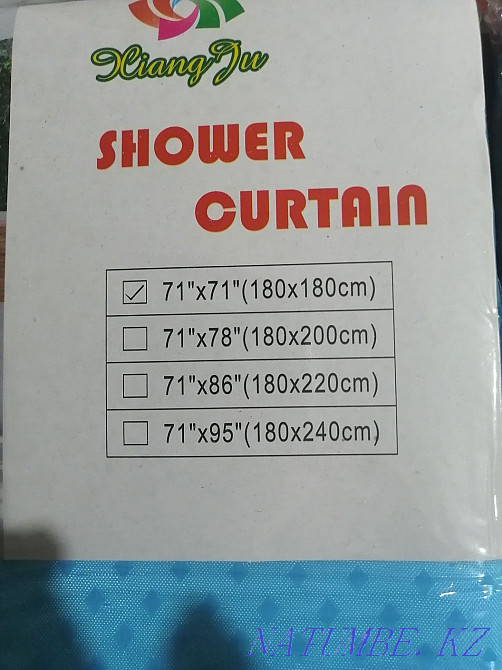 XiangJu
SHOWER
CURTAIN
☑ 71"x71"(180x180cm)
☐ 71"x78"(180x200cm)
☐ 71"x86"(180x220cm)
☐ 71"x95"(180x240cm)
NATUMBE.KZ